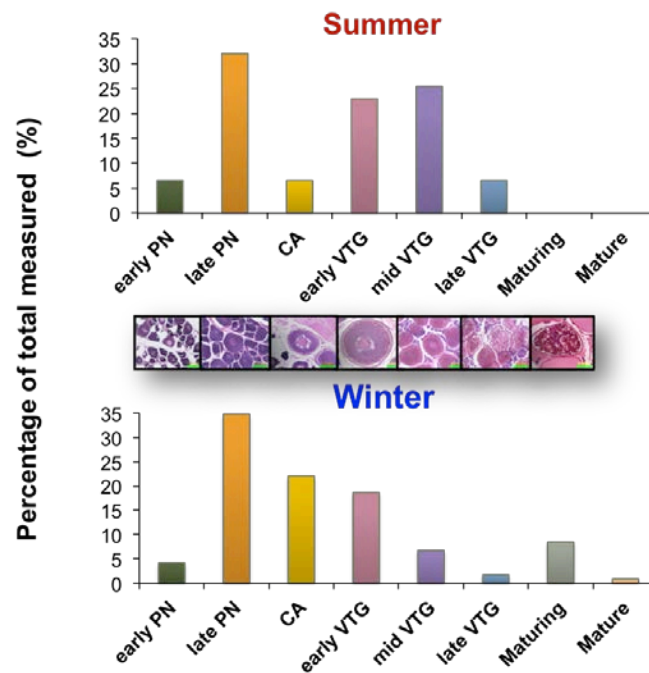 Summer
Percentage of total measured (%)
35
30
25
20
15
10
5
0
early PN
late PN
CA
early VTG
mid VTG
late VTG
Maturing
Mature
Winter
35
30
25
20
15
10
5
0
early PN
late PN
CA
early VTG
mid VTG
late VTG
Maturing
Mature